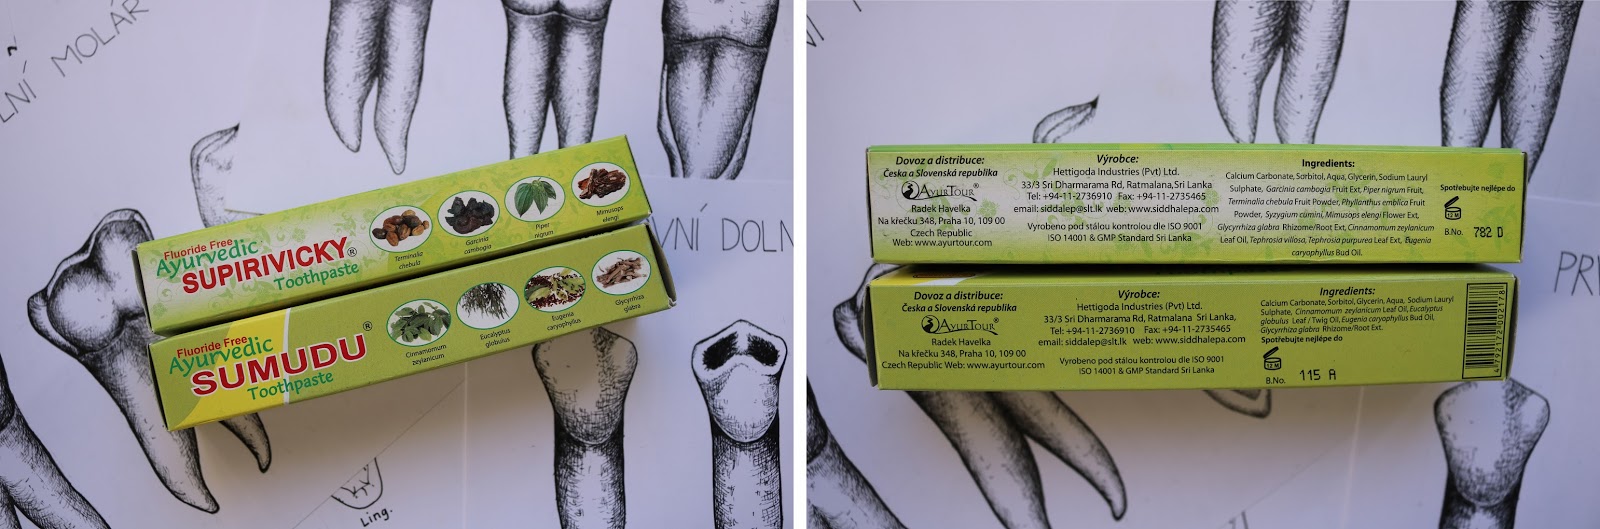 LNÍ MOLÁR
Fluoride Free
Ayurvedic
SUPIRIVICKY®
Toothpaste
Terminalia
chebula
Garcinia
cambogia
Piper
nigrum
Mimusops
elengi
Fluoride Free
Ayurvedic
SUMUDU®
Toothpaste
Cinnamomum
zeylanicum
Eucalyptus
globulus
Eugenia
caryophyllus
Glycyrrhiza
glabra
VNÍ DOLN
Ling.
Dovoz a distribuce:
Česka a Slovenská republika
AYURTOUR®
Radek Havelka
Na křečku 348, Praha 10, 109 00
Czech Republic
Web: www.ayurtour.com
Výrobce:
Hettigoda Industries (Pvt) Ltd.
33/3 Sri Dharmarama Rd, Ratmalana,Sri Lanka
Tel: +94-11-2736910 Fax: +94-11-2735465
email: siddalep@slt.lk web: www.siddhalepa.com
Vyrobeno pod stálou kontrolou dle ISO 9001
ISO 14001 & GMP Standard Sri Lanka
Ingredients:
Calcium Carbonate, Sorbitol, Aqua, Glycerin, Sodium Lauryl
Sulphate, Garcinia cambogia Fruit Ext, Piper nigrum Fruit,
Terminalia chebula Fruit Powder, Phyllanthus emblica Fruit
Powder, Syzygium cumini, Mimusops elengi Flower Ext,
Glycyrrhiza glabra Rhizome/Root Ext, Cinnamomum zeylanicum
Leaf Oil, Tephrosia villosa, Tephrosia purpurea Leaf Ext, Eugenia
caryophyllus Bud Oil.
Spotřebujte nejlépe do
12 M
B.No. 782 D
Dovoz a distribuce:
Česka a Slovenská republika
AYURTOUR®
Radek Havelka
Na křečku 348, Praha 10, 109 00
Czech Republic Web: www.ayurtour.com
Výrobce:
Hettigoda Industries (Pvt) Ltd.
33/3 Sri Dharmarama Rd, Ratmalana Sri Lanka,
Tel: +94-11-2736910 Fax: +94-11-2735465
email: siddalep@slt.lk web: www.siddhalepa.com
Vyrobeno pod stálou kontrolou dle ISO 9001
ISO 14001 & GMP Standard Sri Lanka
Ingredients:
Calcium Carbonate, Sorbitol, Glycerin, Aqua, Sodium Lauryl
Sulphate, Cinnamomum zeylanicum Leaf Oil, Eucalyptus
globulus Leaf / Twig Oil, Eugenia caryophyllus Bud Oil,
Glycyrrhiza glabra Rhizome/Root Ext.
Spotřebujte nejlépe do
12 M
B.No. 115 A
4 792172 002178
PRV